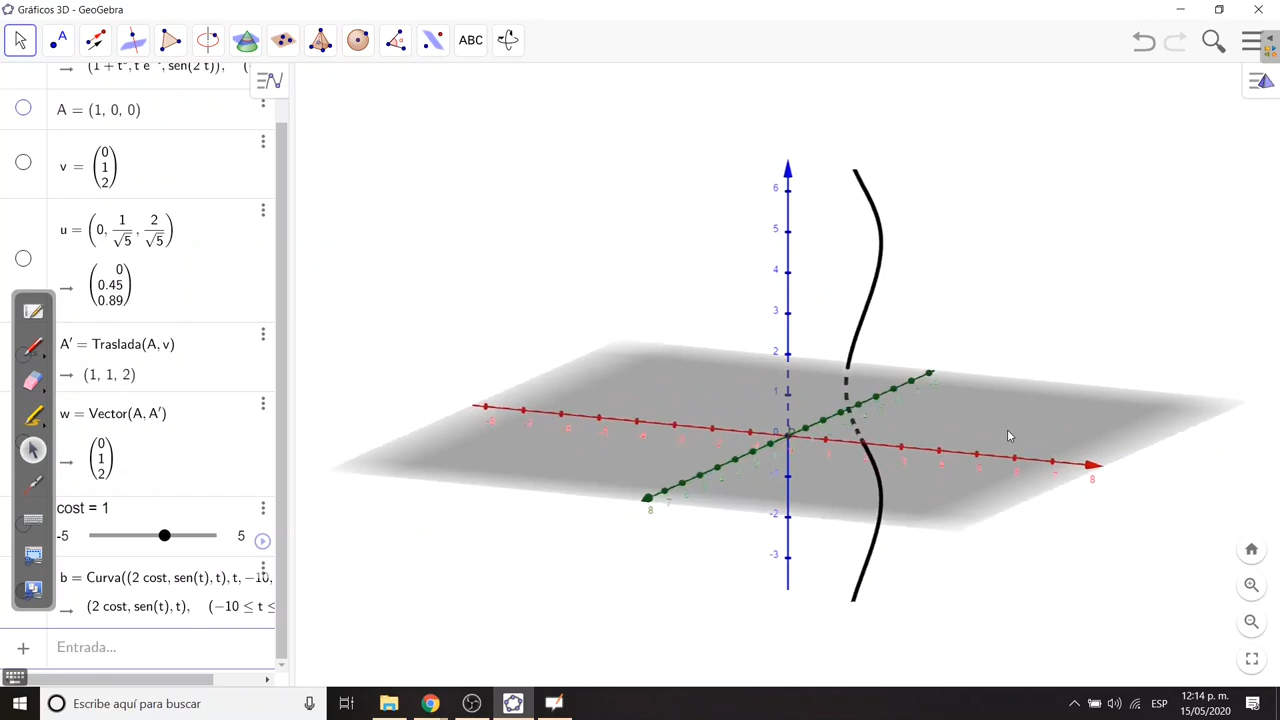 Gráficos 3D - GeoGebra
ABC
A = (1, 0, 0)
v = (0 1 2)
u = (0, 1/√5, 2/√5)
→ (0 0.45 0.89)
A′ = Traslada(A, v)
→ (1, 1, 2)
w = Vector(A, A′)
→ (0 1 2)
cost = 1
-5 5
b = Curva((2 cost, sen(t), t), t, −10,
→ (2 cost, sen(t), t), (−10 ≤ t ≤
Entrada...
6
5
4
3
2
1
0
-2
-3
8
8
7
Escribe aquí para buscar
ESP
12:14 p. m.
15/05/2020